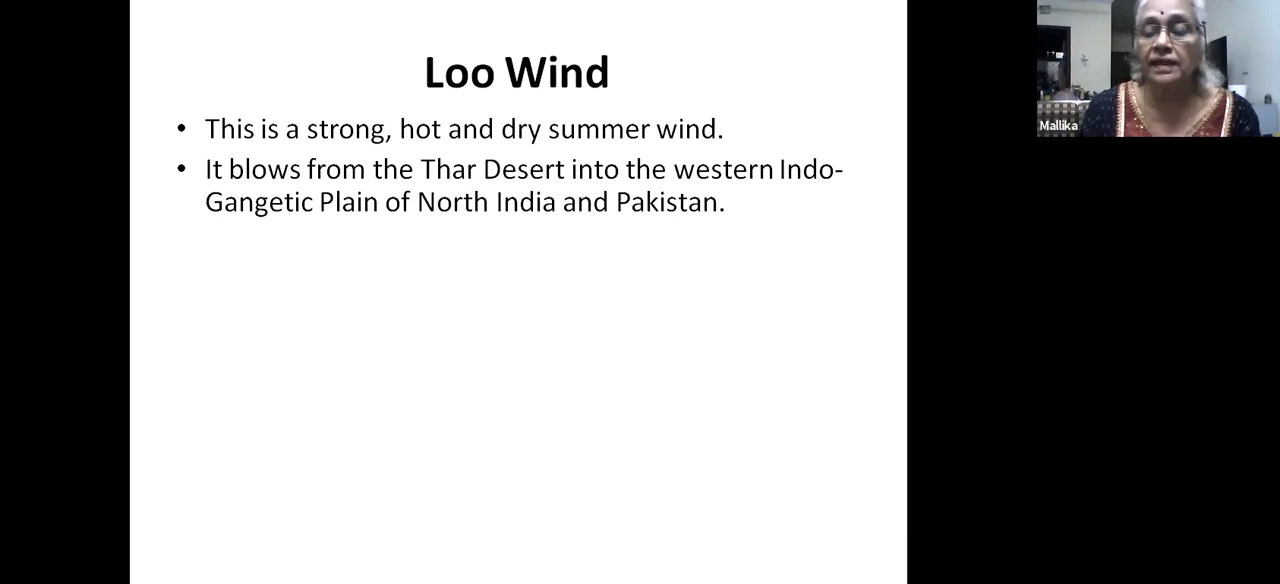 Loo Wind
• This is a strong, hot and dry summer wind.
• It blows from the Thar Desert into the western Indo-
Gangetic Plain of North India and Pakistan.
Mallika